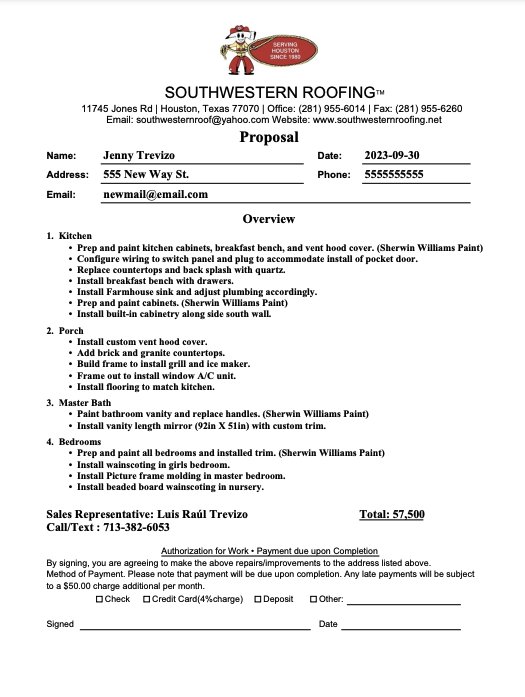 SERVING
HOUSTON
SINCE 1980
SOUTHWESTERN ROOFING™
11745 Jones Rd | Houston, Texas 77070 | Office: (281) 955-6014 | Fax: (281) 955-6260
Email: southwesternroof@yahoo.com Website: www.southwesternroofing.net
Proposal
Name: Jenny Trevizo Date: 2023-09-30
Address: 555 New Way St. Phone: 5555555555
Email: newmail@email.com
Overview
1. Kitchen
• Prep and paint kitchen cabinets, breakfast bench, and vent hood cover. (Sherwin Williams Paint)
• Configure wiring to switch panel and plug to accommodate install of pocket door.
• Replace countertops and back splash with quartz.
• Install breakfast bench with drawers.
• Install Farmhouse sink and adjust plumbing accordingly.
• Prep and paint cabinets. (Sherwin Williams Paint)
• Install built-in cabinetry along side south wall.
2. Porch
• Install custom vent hood cover.
• Add brick and granite countertops.
• Build frame to install grill and ice maker.
• Frame out to install window A/C unit.
• Install flooring to match kitchen.
3. Master Bath
• Paint bathroom vanity and replace handles. (Sherwin Williams Paint)
• Install vanity length mirror (92in X 51in) with custom trim.
4. Bedrooms
• Prep and paint all bedrooms and installed trim. (Sherwin Williams Paint)
• Install wainscoting in girls bedroom.
• Install Picture frame molding in master bedroom.
• Install beaded board wainscoting in nursery.
Sales Representative: Luis Raúl Trevizo Total: 57,500
Call/Text : 713-382-6053
Authorization for Work • Payment due upon Completion
By signing, you are agreeing to make the above repairs/improvements to the address listed above.
Method of Payment. Please note that payment will be due upon completion. Any late payments will be subject
to a $50.00 charge additional per month.
☐ Check ☐ Credit Card(4%charge) ☐ Deposit ☐ Other:
Signed Date